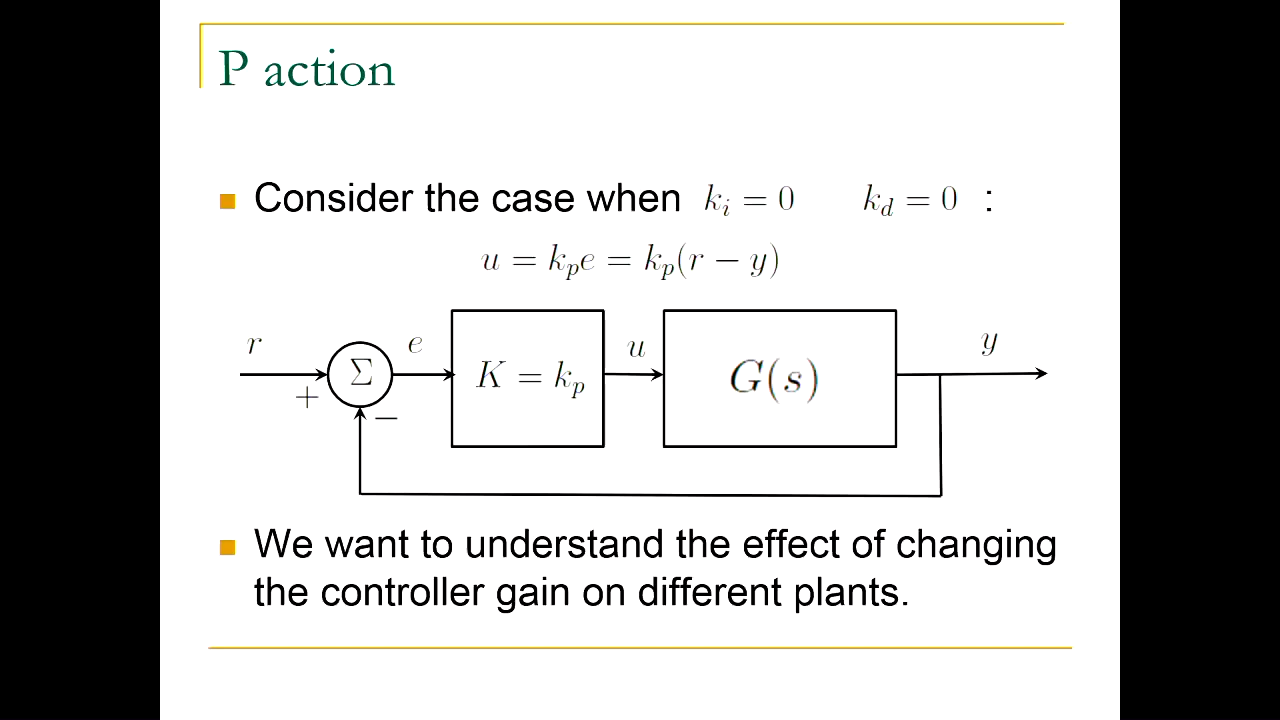 P action
Consider the case when k_i = 0 k_d = 0 :
u = k_p e = k_p(r − y)
r e u y
Σ K = k_p G(s)
+ −
We want to understand the effect of changing
the controller gain on different plants.